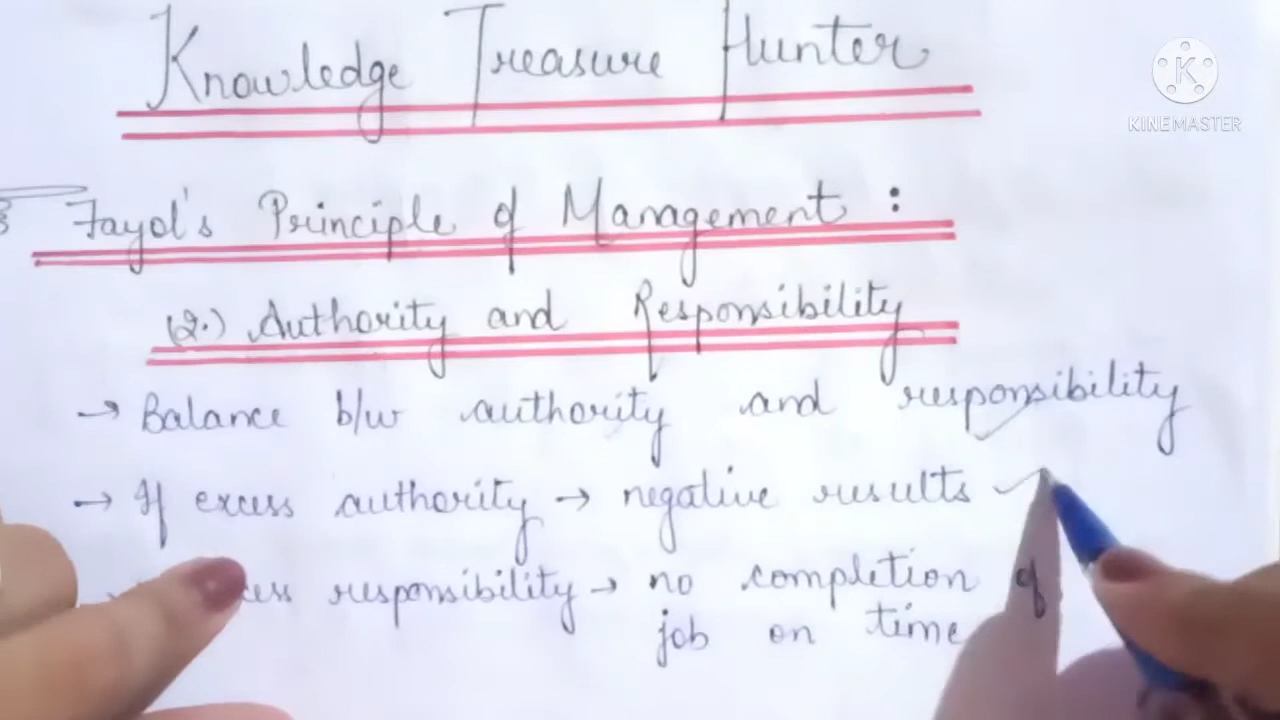 Knowledge Treasure Hunter
KINEMASTER
Fayol's Principle of Management :
(2.) Authority and Responsibility
→ Balance b/w authority and responsibility
→ If excess authority → negative results
responsibility → no completion of
job on time